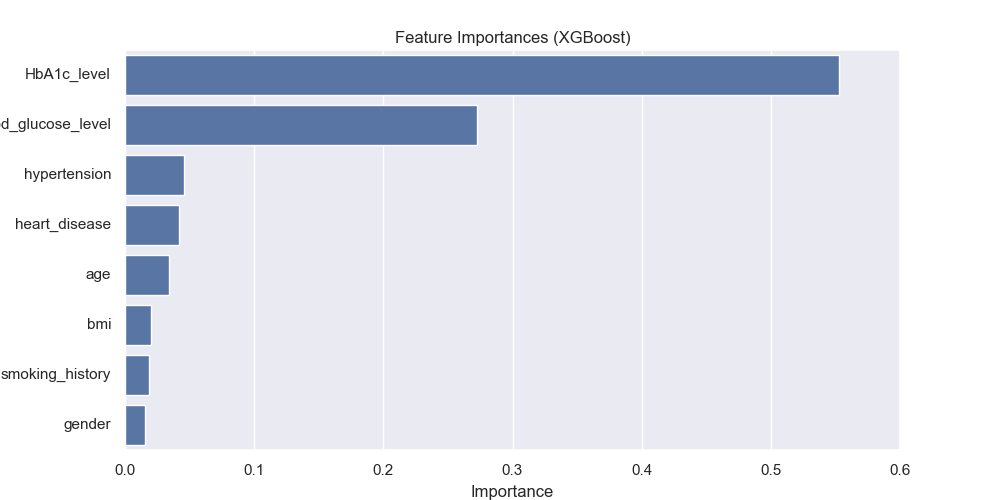 Feature Importances (XGBoost)
HbA1c_level
d_glucose_level
hypertension
heart_disease
age
bmi
smoking_history
gender
0.0 0.1 0.2 0.3 0.4 0.5 0.6
Importance